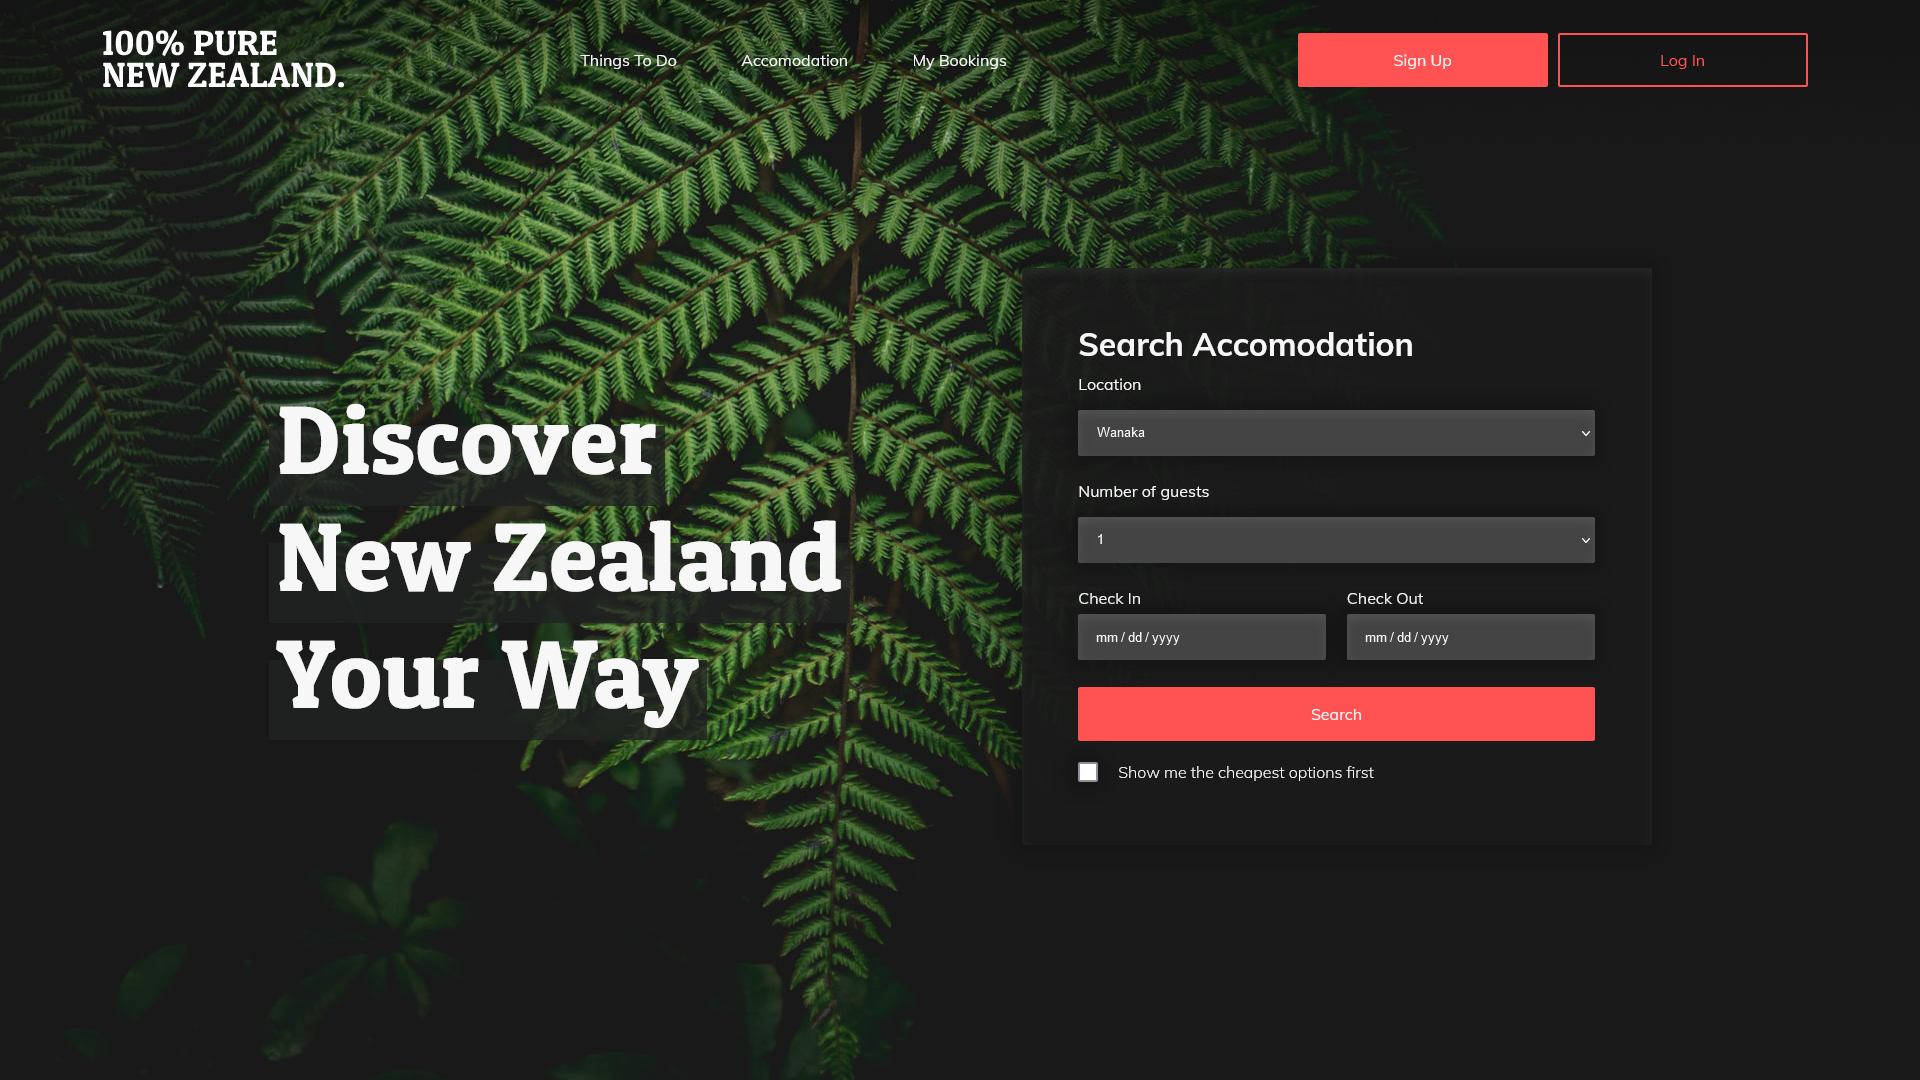 100% PURE
NEW ZEALAND.
Things To Do
Accomodation
My Bookings
Sign Up
Log In
Discover
New Zealand
Your Way
Search Accomodation
Location
Wanaka
Number of guests
1
Check In
Check Out
mm / dd / yyyy
mm / dd / yyyy
Search
Show me the cheapest options first